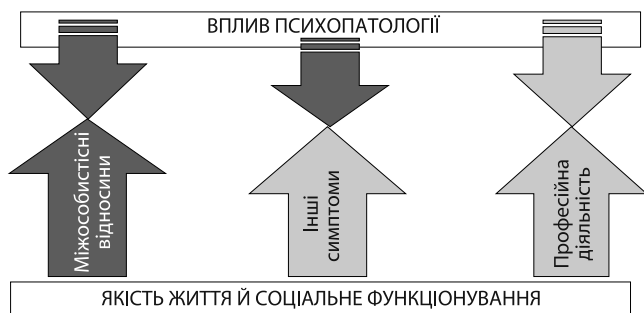 ВПЛИВ ПСИХОПАТОЛОГІЇ
Міжособистісні
відносини
Інші
симптоми
Професійна
діяльність
ЯКІСТЬ ЖИТТЯ Й СОЦІАЛЬНЕ ФУНКЦІОНУВАННЯ